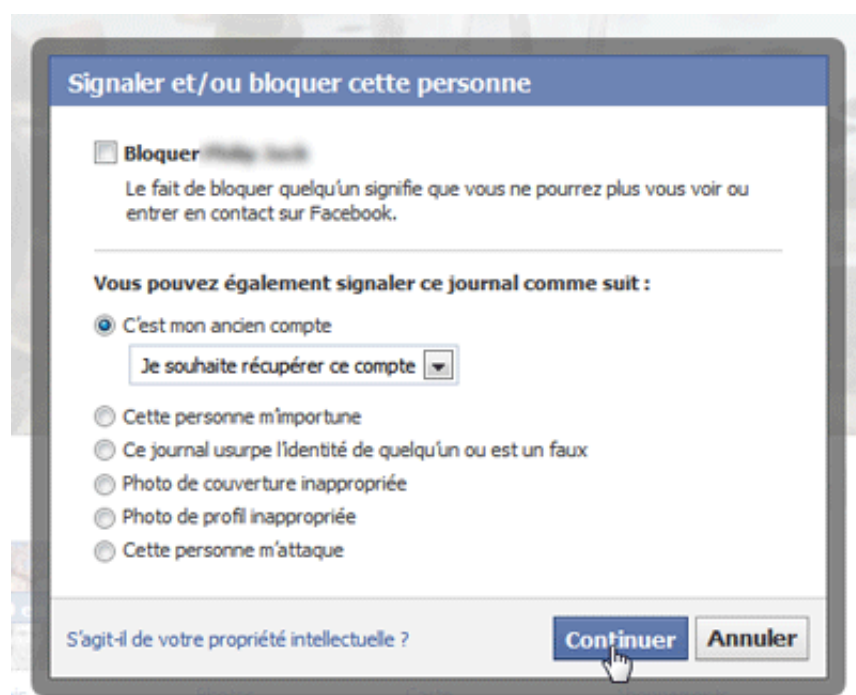 Signaler et/ou bloquer cette personne
Bloquer
Le fait de bloquer quelqu'un signifie que vous ne pourrez plus vous voir ou
entrer en contact sur Facebook.
Vous pouvez également signaler ce journal comme suit :
C'est mon ancien compte
Je souhaite récupérer ce compte
Cette personne m'importune
Ce journal usurpe l'identité de quelqu'un ou est un faux
Photo de couverture inappropriée
Photo de profil inappropriée
Cette personne m'attaque
S'agit-il de votre propriété intellectuelle ?
Continuer
Annuler